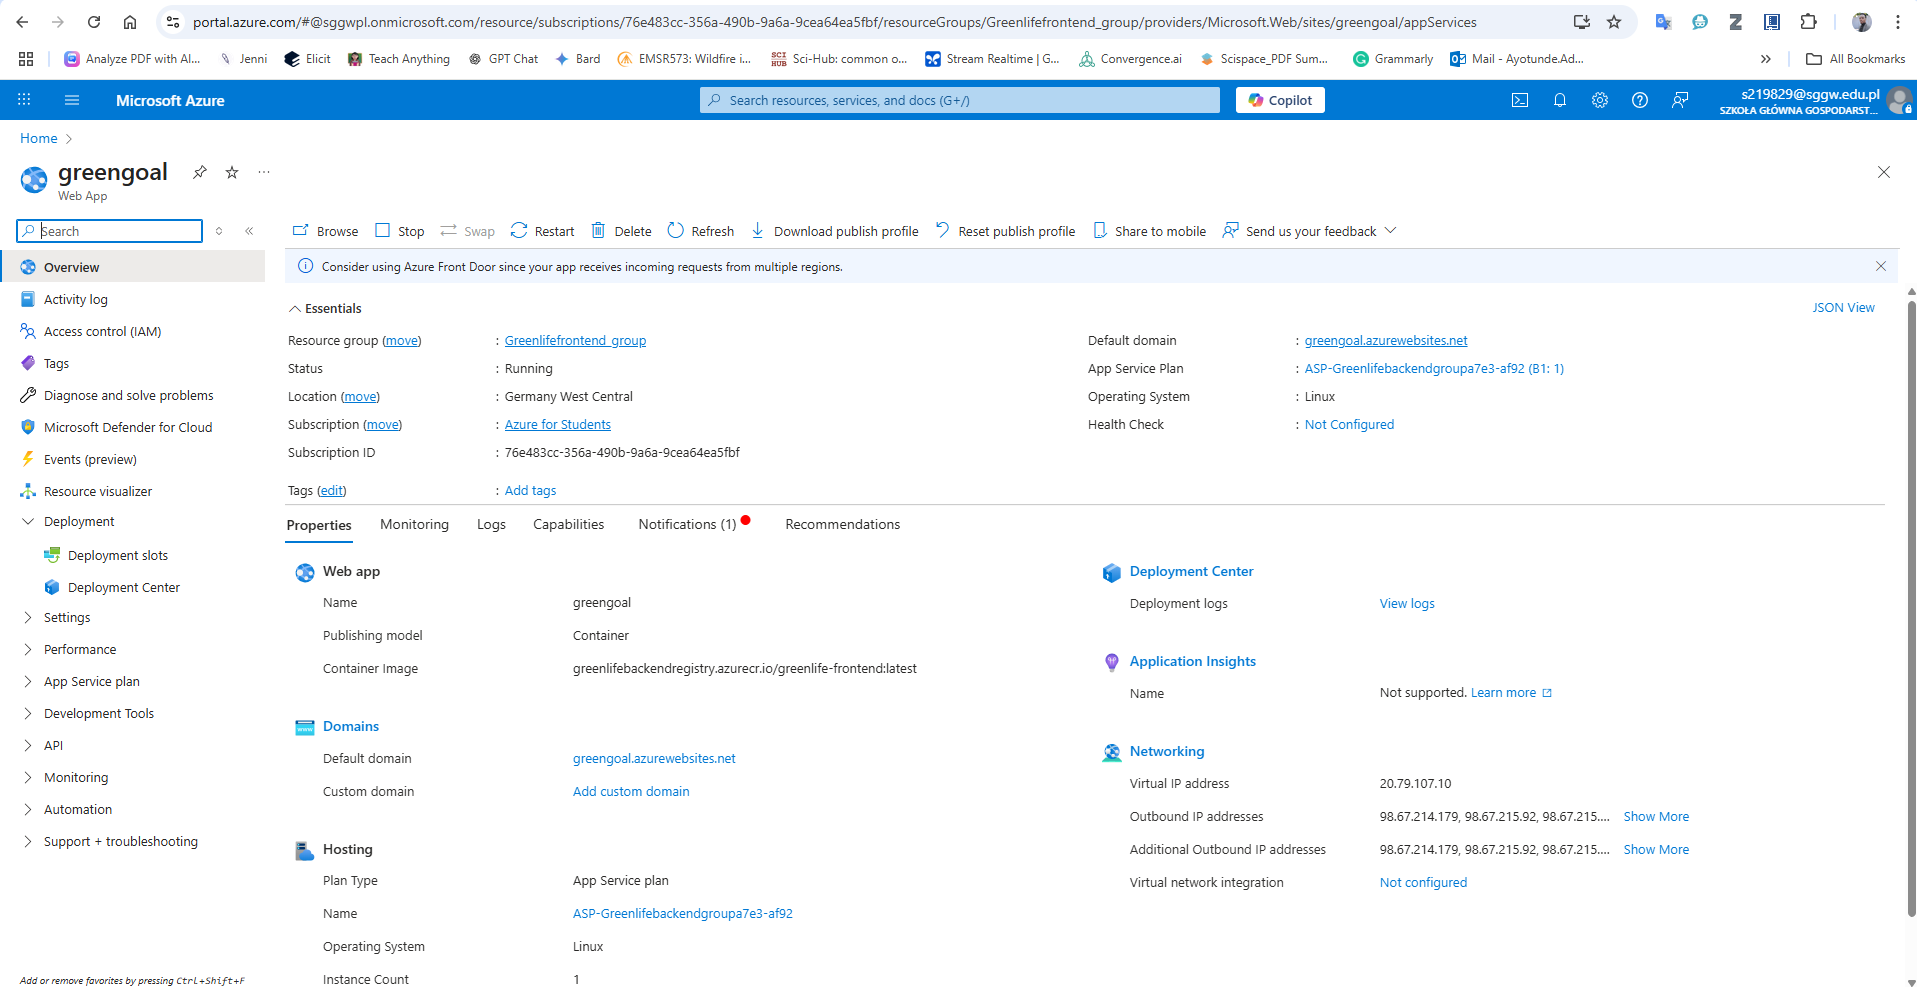 portal.azure.com/#@sggwpl.onmicrosoft.com/resource/subscriptions/76e483cc-356a-490b-9a6a-9cea64ea5fbf/resourceGroups/Greenlifefrontend_group/providers/Microsoft.Web/sites/greengoal/appServices
Analyze PDF with AI... Jenni Elicit Teach Anything GPT Chat Bard EMSR573: Wildfire i... SCI HUB Sci-Hub: common o... Stream Realtime | G... Convergence.ai Scispace_PDF Sum... Grammarly Mail - Ayotunde.Ad... » All Bookmarks
Microsoft Azure
Search resources, services, and docs (G+/)
Copilot
s219829@sggw.edu.pl
SZKOŁA GŁÓWNA GOSPODARST...
Home
greengoal
Web App
Search
Browse Stop Swap Restart Delete Refresh Download publish profile Reset publish profile Share to mobile Send us your feedback
Consider using Azure Front Door since your app receives incoming requests from multiple regions.
Overview
Activity log
Access control (IAM)
Tags
Diagnose and solve problems
Microsoft Defender for Cloud
Events (preview)
Resource visualizer
Deployment
Deployment slots
Deployment Center
Settings
Performance
App Service plan
Development Tools
API
Monitoring
Automation
Support + troubleshooting
Add or remove favorites by pressing Ctrl+Shift+F
Essentials
JSON View
Resource group (move) : Greenlifefrontend_group
Status : Running
Location (move) : Germany West Central
Subscription (move) : Azure for Students
Subscription ID : 76e483cc-356a-490b-9a6a-9cea64ea5fbf
Tags (edit) : Add tags
Default domain : greengoal.azurewebsites.net
App Service Plan : ASP-Greenlifebackendgroupa7e3-af92 (B1: 1)
Operating System : Linux
Health Check : Not Configured
Properties Monitoring Logs Capabilities Notifications (1) Recommendations
Web app
Name greengoal
Publishing model Container
Container Image greenlifebackendregistry.azurecr.io/greenlife-frontend:latest
Domains
Default domain greengoal.azurewebsites.net
Custom domain Add custom domain
Hosting
Plan Type App Service plan
Name ASP-Greenlifebackendgroupa7e3-af92
Operating System Linux
Instance Count 1
Deployment Center
Deployment logs View logs
Application Insights
Name Not supported. Learn more
Networking
Virtual IP address 20.79.107.10
Outbound IP addresses 98.67.214.179, 98.67.215.92, 98.67.215.... Show More
Additional Outbound IP addresses 98.67.214.179, 98.67.215.92, 98.67.215.... Show More
Virtual network integration Not configured